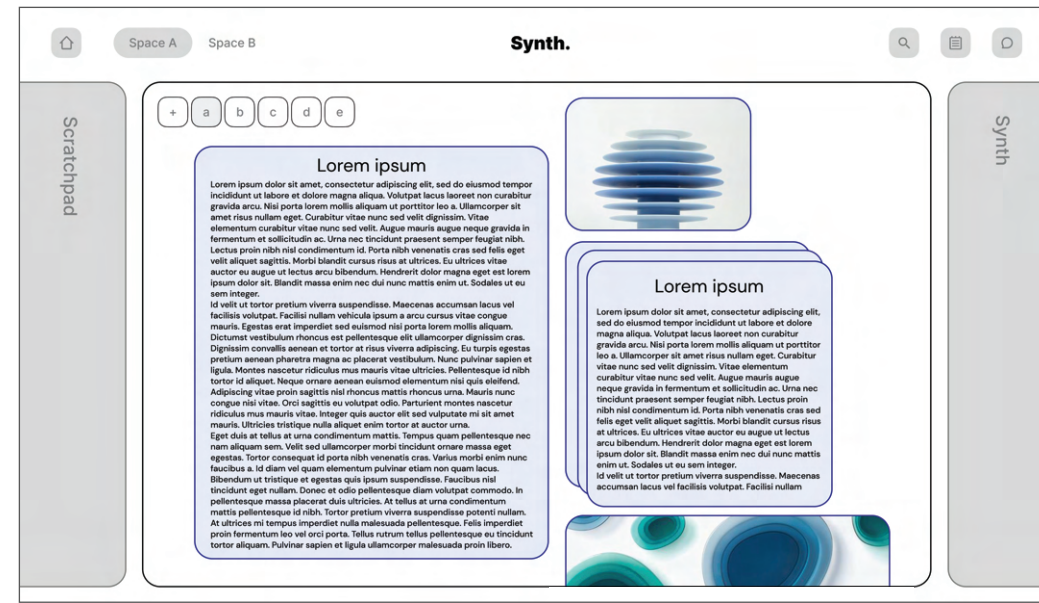 Space A
Space B
Synth.
Scratchpad
+
a
b
c
d
e
Lorem ipsum
Lorem ipsum dolor sit amet, consectetur adipiscing elit, sed do eiusmod tempor
incididunt ut labore et dolore magna aliqua. Volutpat lacus laoreet non curabitur
gravida arcu. Nisi porta lorem mollis aliquam ut porttitor leo a. Ullamcorper sit
amet risus nullam eget. Curabitur vitae nunc sed velit dignissim. Vitae
elementum curabitur vitae nunc sed velit. Augue mauris augue neque gravida in
fermentum et sollicitudin ac. Urna nec tincidunt praesent semper feugiat nibh.
Lectus proin nibh nisl condimentum id. Porta nibh venenatis cras sed felis eget
velit aliquet sagittis. Morbi blandit cursus risus at ultrices. Eu ultrices vitae
auctor eu augue ut lectus arcu bibendum. Hendrerit dolor magna eget est lorem
ipsum dolor sit. Blandit massa enim nec dui nunc mattis enim ut. Sodales ut eu
sem integer.
Id velit ut tortor pretium viverra suspendisse. Maecenas accumsan lacus vel
facilisis volutpat. Facilisi nullam vehicula ipsum a arcu cursus vitae congue
mauris. Egestas erat imperdiet sed euismod nisi porta lorem mollis aliquam.
Dictumst vestibulum rhoncus est pellentesque elit ullamcorper dignissim cras.
Dignissim convallis aenean et tortor at risus viverra adipiscing. Eu turpis egestas
pretium aenean pharetra magna ac placerat vestibulum. Nunc pulvinar sapien et
ligula. Montes nascetur ridiculus mus mauris vitae ultricies. Pellentesque id nibh
tortor id aliquet. Neque ornare aenean euismod elementum nisi quis eleifend.
Adipiscing vitae proin sagittis nisl rhoncus mattis rhoncus urna. Mauris nunc
congue nisi vitae. Orci sagittis eu volutpat odio. Parturient montes nascetur
ridiculus mus mauris vitae. Integer quis auctor elit sed vulputate mi sit amet
mauris. Ultricies tristique nulla aliquet enim tortor at auctor urna.
Eget duis at tellus at urna condimentum mattis. Tempus quam pellentesque nec
nam aliquam sem. Velit sed ullamcorper morbi tincidunt ornare massa eget
egestas. Tortor consequat id porta nibh venenatis cras. Varius morbi enim nunc
faucibus a. Id diam vel quam elementum pulvinar etiam non quam lacus.
Bibendum ut tristique et egestas quis ipsum suspendisse. Faucibus nisl
tincidunt eget nullam. Donec et odio pellentesque diam volutpat commodo. In
pellentesque massa placerat duis ultricies. At tellus at urna condimentum
mattis pellentesque id nibh. Tortor pretium viverra suspendisse potenti nullam.
At ultrices mi tempus imperdiet nulla malesuada pellentesque. Felis imperdiet
proin fermentum leo vel orci porta. Tellus rutrum tellus pellentesque eu tincidunt
tortor aliquam. Pulvinar sapien et ligula ullamcorper malesuada proin libero.
Lorem ipsum
Lorem ipsum dolor sit amet, consectetur adipiscing elit,
sed do eiusmod tempor incididunt ut labore et dolore
magna aliqua. Volutpat lacus laoreet non curabitur
gravida arcu. Nisi porta lorem mollis aliquam ut porttitor
leo a. Ullamcorper sit amet risus nullam eget. Curabitur
vitae nunc sed velit dignissim. Vitae elementum
curabitur vitae nunc sed velit. Augue mauris augue
neque gravida in fermentum et sollicitudin ac. Urna nec
tincidunt praesent semper feugiat nibh. Lectus proin
nibh nisl condimentum id. Porta nibh venenatis cras sed
felis eget velit aliquet sagittis. Morbi blandit cursus risus
at ultrices. Eu ultrices vitae auctor eu augue ut lectus
arcu bibendum. Hendrerit dolor magna eget est lorem
ipsum dolor sit. Blandit massa enim nec dui nunc mattis
enim ut. Sodales ut eu sem integer.
Id velit ut tortor pretium viverra suspendisse. Maecenas
accumsan lacus vel facilisis volutpat. Facilisi nullam
Synth